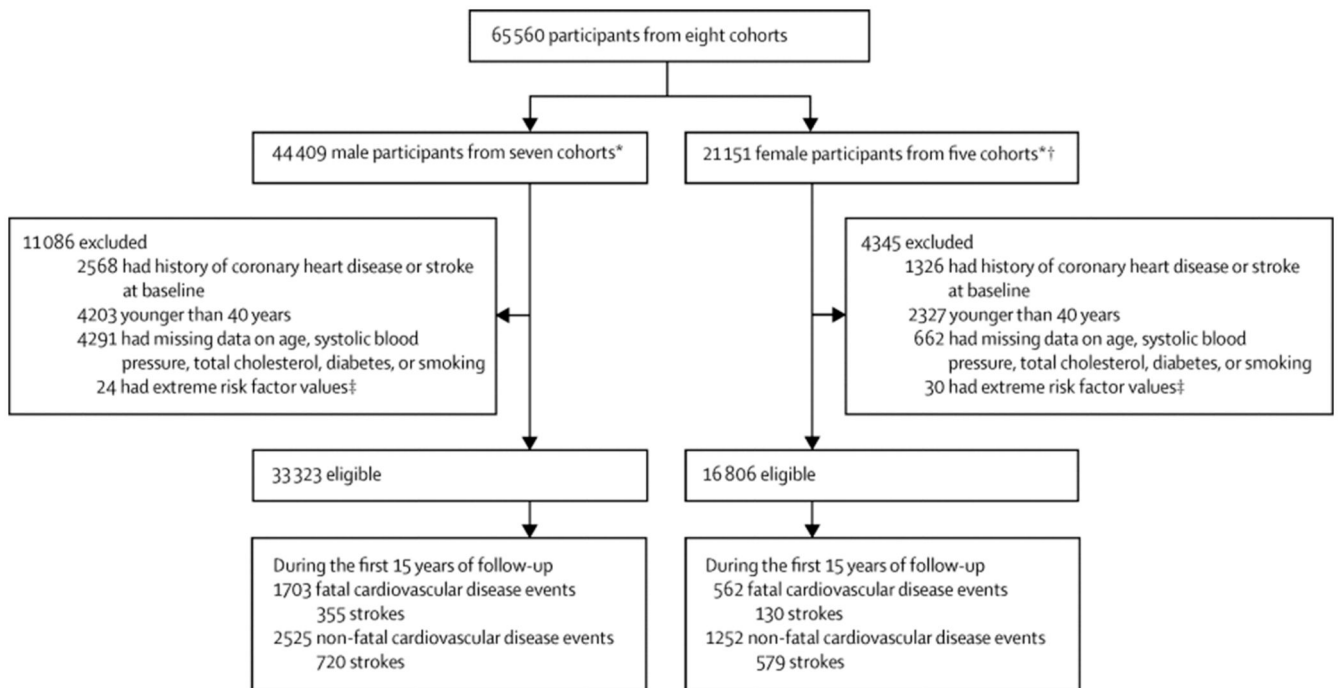 65 560 participants from eight cohorts
44 409 male participants from seven cohorts*
21 151 female participants from five cohorts*†
11 086 excluded
2568 had history of coronary heart disease or stroke
at baseline
4203 younger than 40 years
4291 had missing data on age, systolic blood
pressure, total cholesterol, diabetes, or smoking
24 had extreme risk factor values‡
4345 excluded
1326 had history of coronary heart disease or stroke
at baseline
2327 younger than 40 years
662 had missing data on age, systolic blood
pressure, total cholesterol, diabetes, or smoking
30 had extreme risk factor values‡
33 323 eligible
16 806 eligible
During the first 15 years of follow-up
1703 fatal cardiovascular disease events
355 strokes
2525 non-fatal cardiovascular disease events
720 strokes
During the first 15 years of follow-up
562 fatal cardiovascular disease events
130 strokes
1252 non-fatal cardiovascular disease events
579 strokes